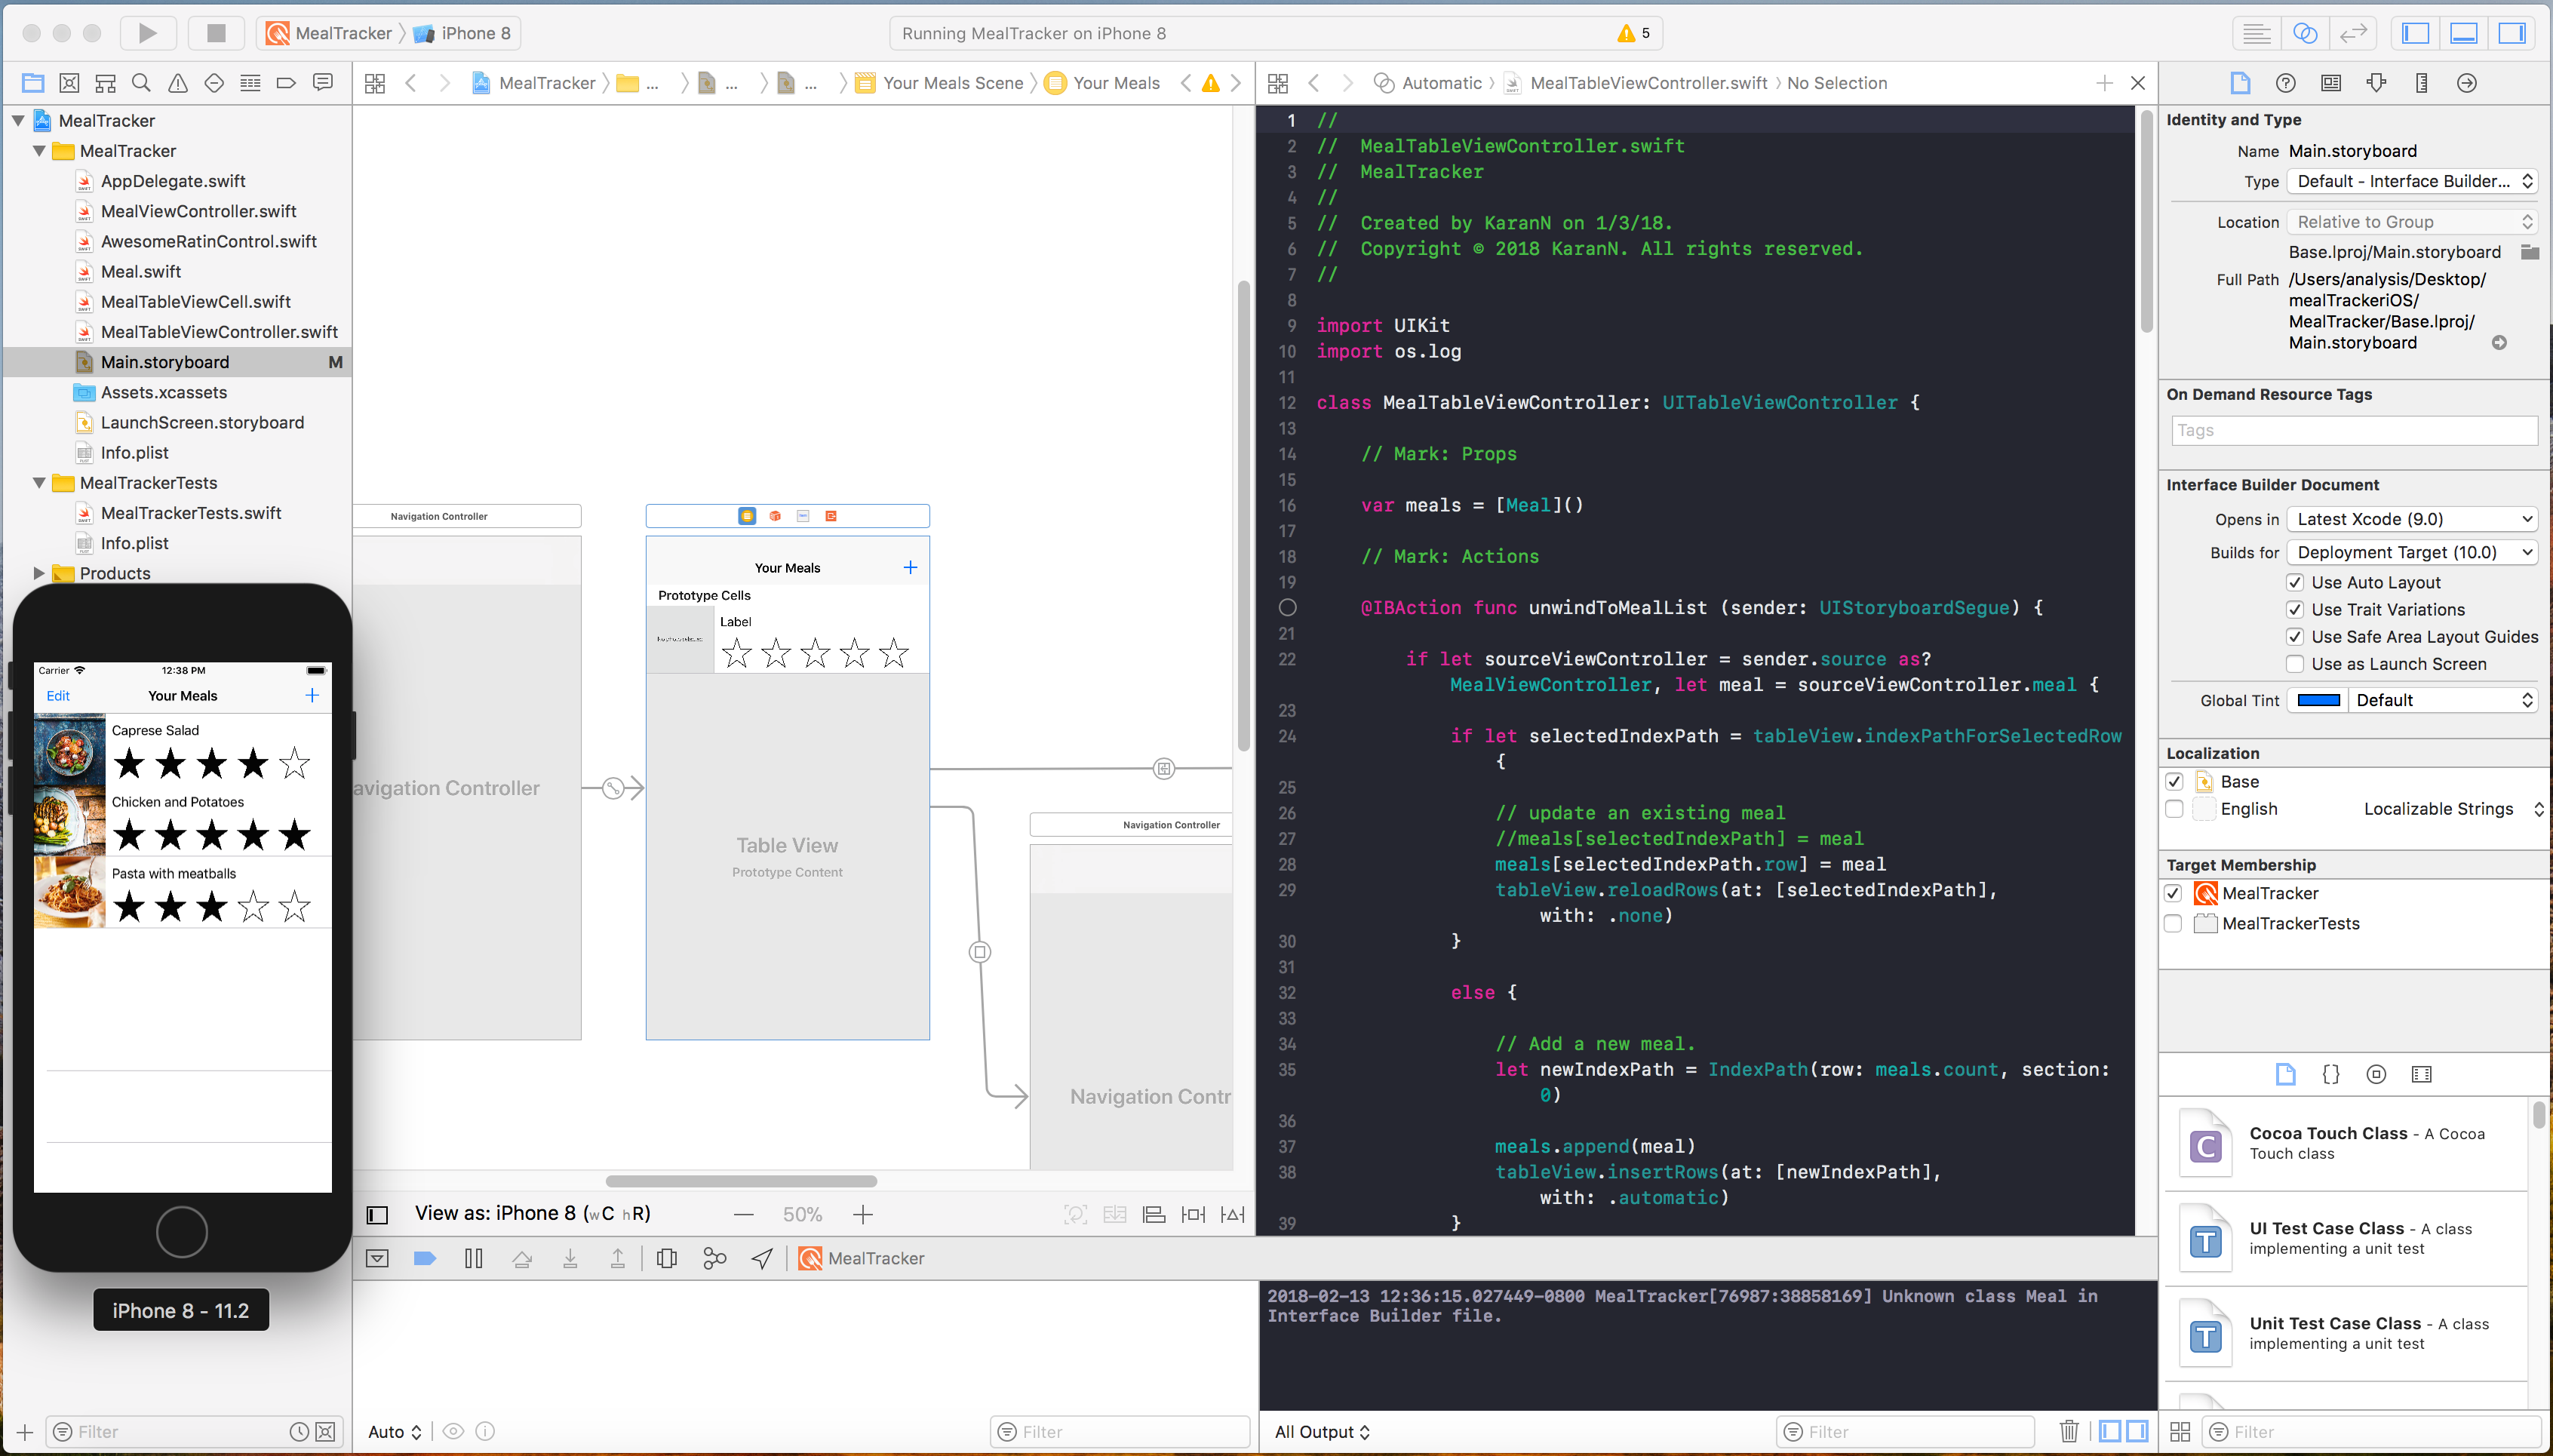 MealTracker
iPhone 8
Running MealTracker on iPhone 8
5
MealTracker
...
...
...
Your Meals Scene
Your Meals
Automatic
MealTableViewController.swift
No Selection
MealTracker
MealTracker
AppDelegate.swift
MealViewController.swift
AwesomeRatinControl.swift
Meal.swift
MealTableViewCell.swift
MealTableViewController.swift
Main.storyboard M
Assets.xcassets
LaunchScreen.storyboard
Info.plist
MealTrackerTests
MealTrackerTests.swift
Info.plist
Products
Carrier 12:38 PM
Edit Your Meals +
Caprese Salad
Chicken and Potatoes
Pasta with meatballs
iPhone 8 - 11.2
Filter
Navigation Controller
avigation Controller
Your Meals +
Prototype Cells
Label
Table View
Prototype Content
Navigation Controller
Navigation Contr
View as: iPhone 8 (wC hR)
50%
MealTracker
Auto
Filter
1 //
2 // MealTableViewController.swift
3 // MealTracker
4 //
5 // Created by KaranN on 1/3/18.
6 // Copyright © 2018 KaranN. All rights reserved.
7 //
8
9 import UIKit
10 import os.log
11
12 class MealTableViewController: UITableViewController {
13
14 // Mark: Props
15
16 var meals = [Meal]()
17
18 // Mark: Actions
19
@IBAction func unwindToMealList (sender: UIStoryboardSegue) {
21
22 if let sourceViewController = sender.source as?
MealViewController, let meal = sourceViewController.meal {
23
24 if let selectedIndexPath = tableView.indexPathForSelectedRow
{
25
26 // update an existing meal
27 //meals[selectedIndexPath] = meal
28 meals[selectedIndexPath.row] = meal
29 tableView.reloadRows(at: [selectedIndexPath],
with: .none)
30 }
31
32 else {
33
34 // Add a new meal.
35 let newIndexPath = IndexPath(row: meals.count, section:
0)
36
37 meals.append(meal)
38 tableView.insertRows(at: [newIndexPath],
with: .automatic)
39 }
2018-02-13 12:36:15.027449-0800 MealTracker[76987:38858169] Unknown class Meal in
Interface Builder file.
All Output
Filter
Identity and Type
Name Main.storyboard
Type Default - Interface Builder...
Location Relative to Group
Base.lproj/Main.storyboard
Full Path /Users/analysis/Desktop/
mealTrackeriOS/
MealTracker/Base.lproj/
Main.storyboard
On Demand Resource Tags
Tags
Interface Builder Document
Opens in Latest Xcode (9.0)
Builds for Deployment Target (10.0)
Use Auto Layout
Use Trait Variations
Use Safe Area Layout Guides
Use as Launch Screen
Global Tint Default
Localization
Base
English Localizable Strings
Target Membership
MealTracker
MealTrackerTests
{}
C
Cocoa Touch Class - A Cocoa
Touch class
T
UI Test Case Class - A class
implementing a unit test
T
Unit Test Case Class - A class
implementing a unit test
Filter